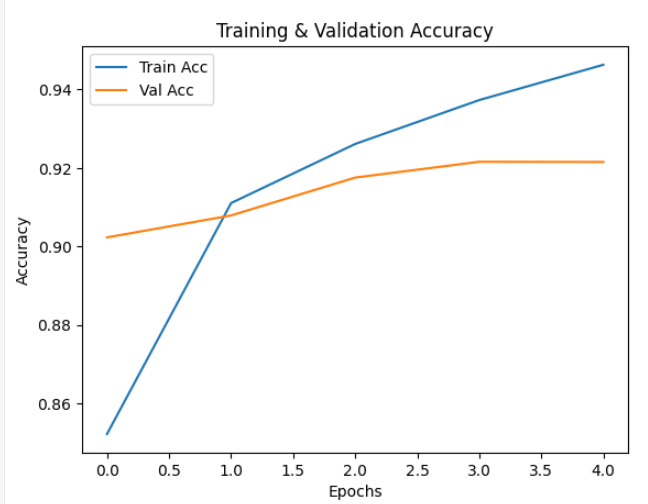 Training & Validation Accuracy
Train Acc
Val Acc
Accuracy
0.94
0.92
0.90
0.88
0.86
0.0 0.5 1.0 1.5 2.0 2.5 3.0 3.5 4.0
Epochs